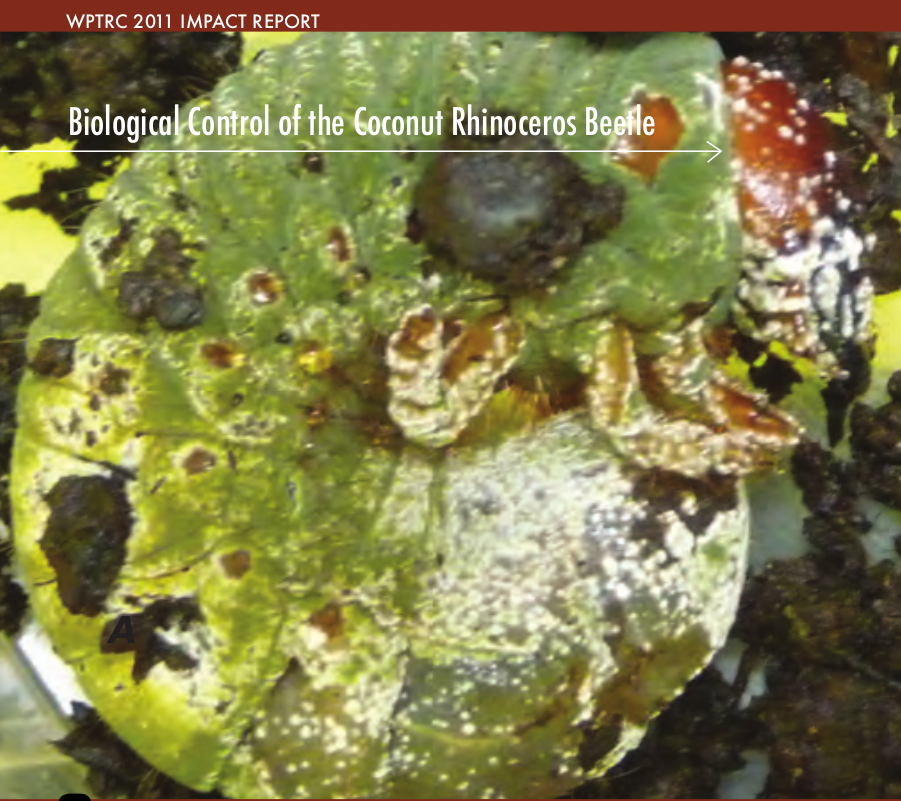 WPTRC 2011 IMPACT REPORT
Biological Control of the Coconut Rhinoceros Beetle
A